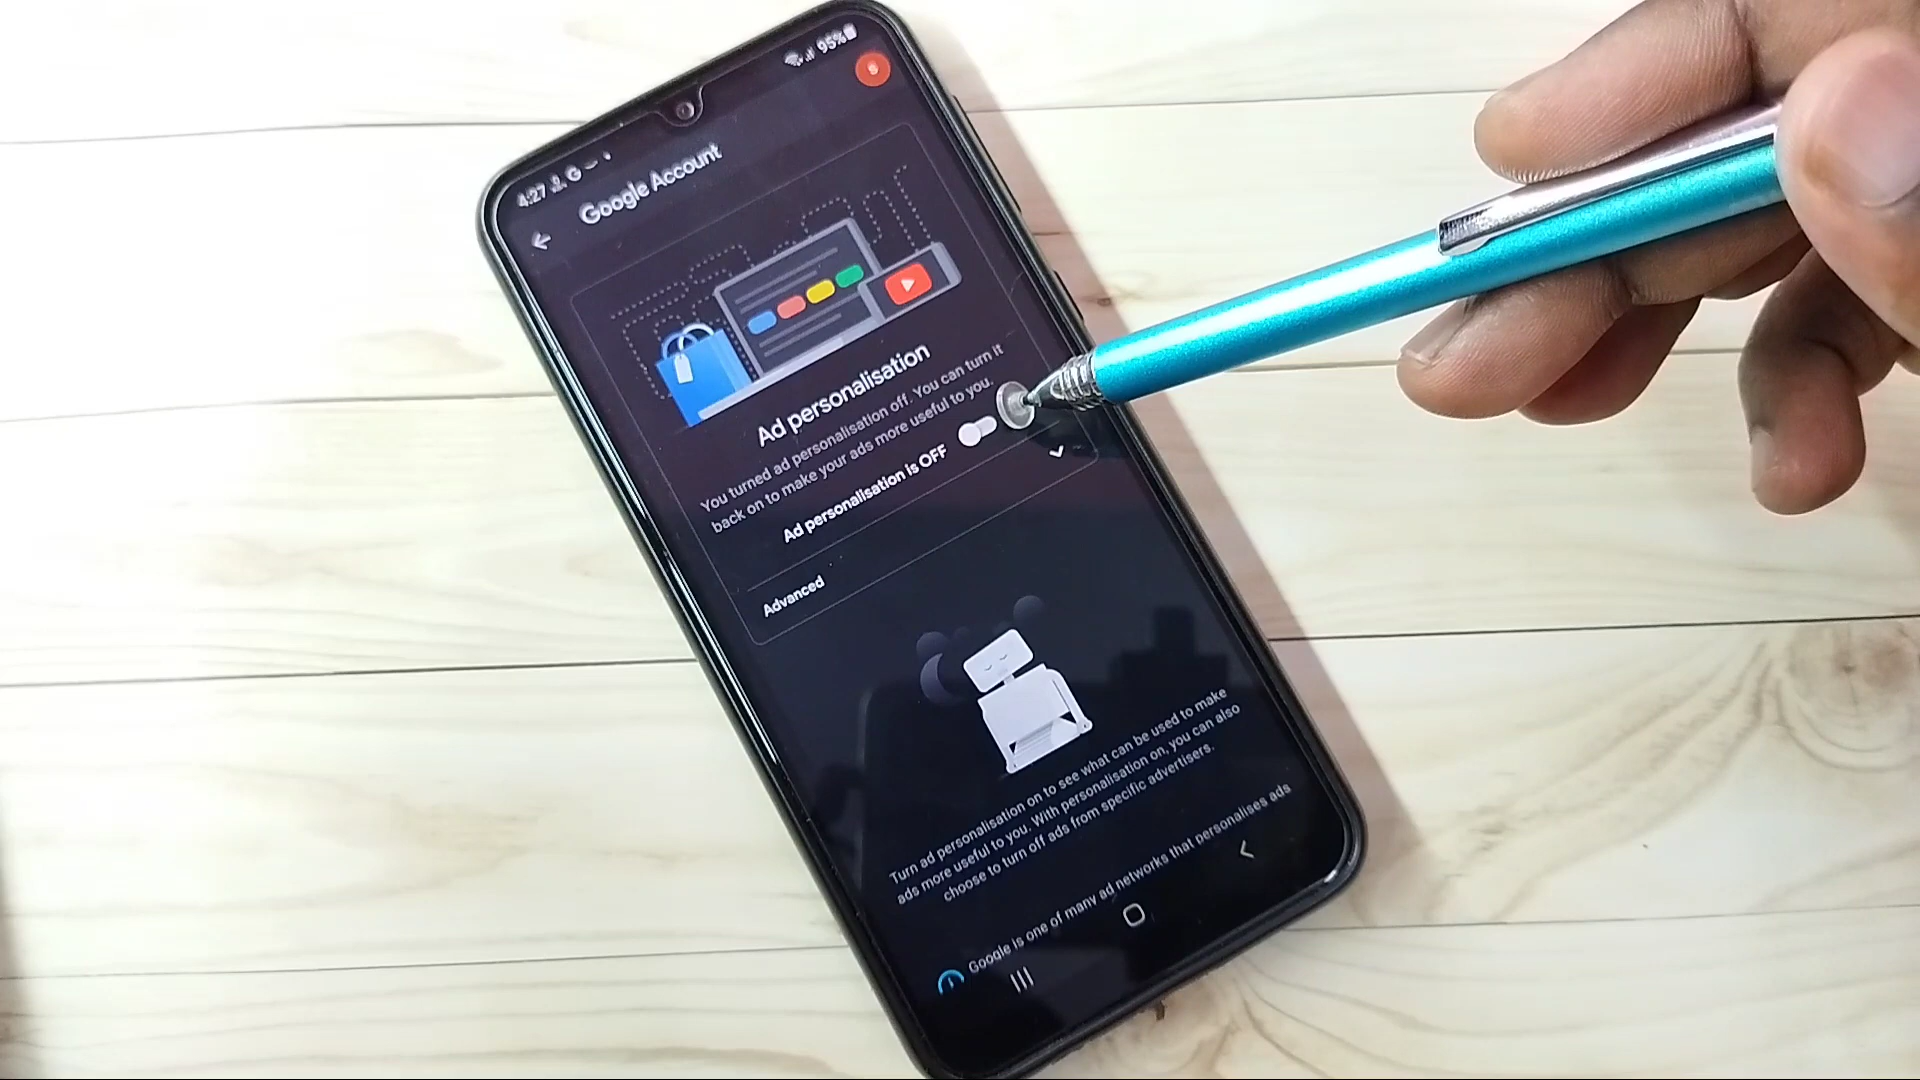 4:27 G
95%
Google Account
Ad personalisation
You turned ad personalisation off. You can turn it
back on to make your ads more useful to you.
Ad personalisation is OFF
Advanced
Turn ad personalisation on to see what can be used to make
ads more useful to you. With personalisation on, you can also
choose to turn off ads from specific advertisers.
Google is one of many ad networks that personalises ads